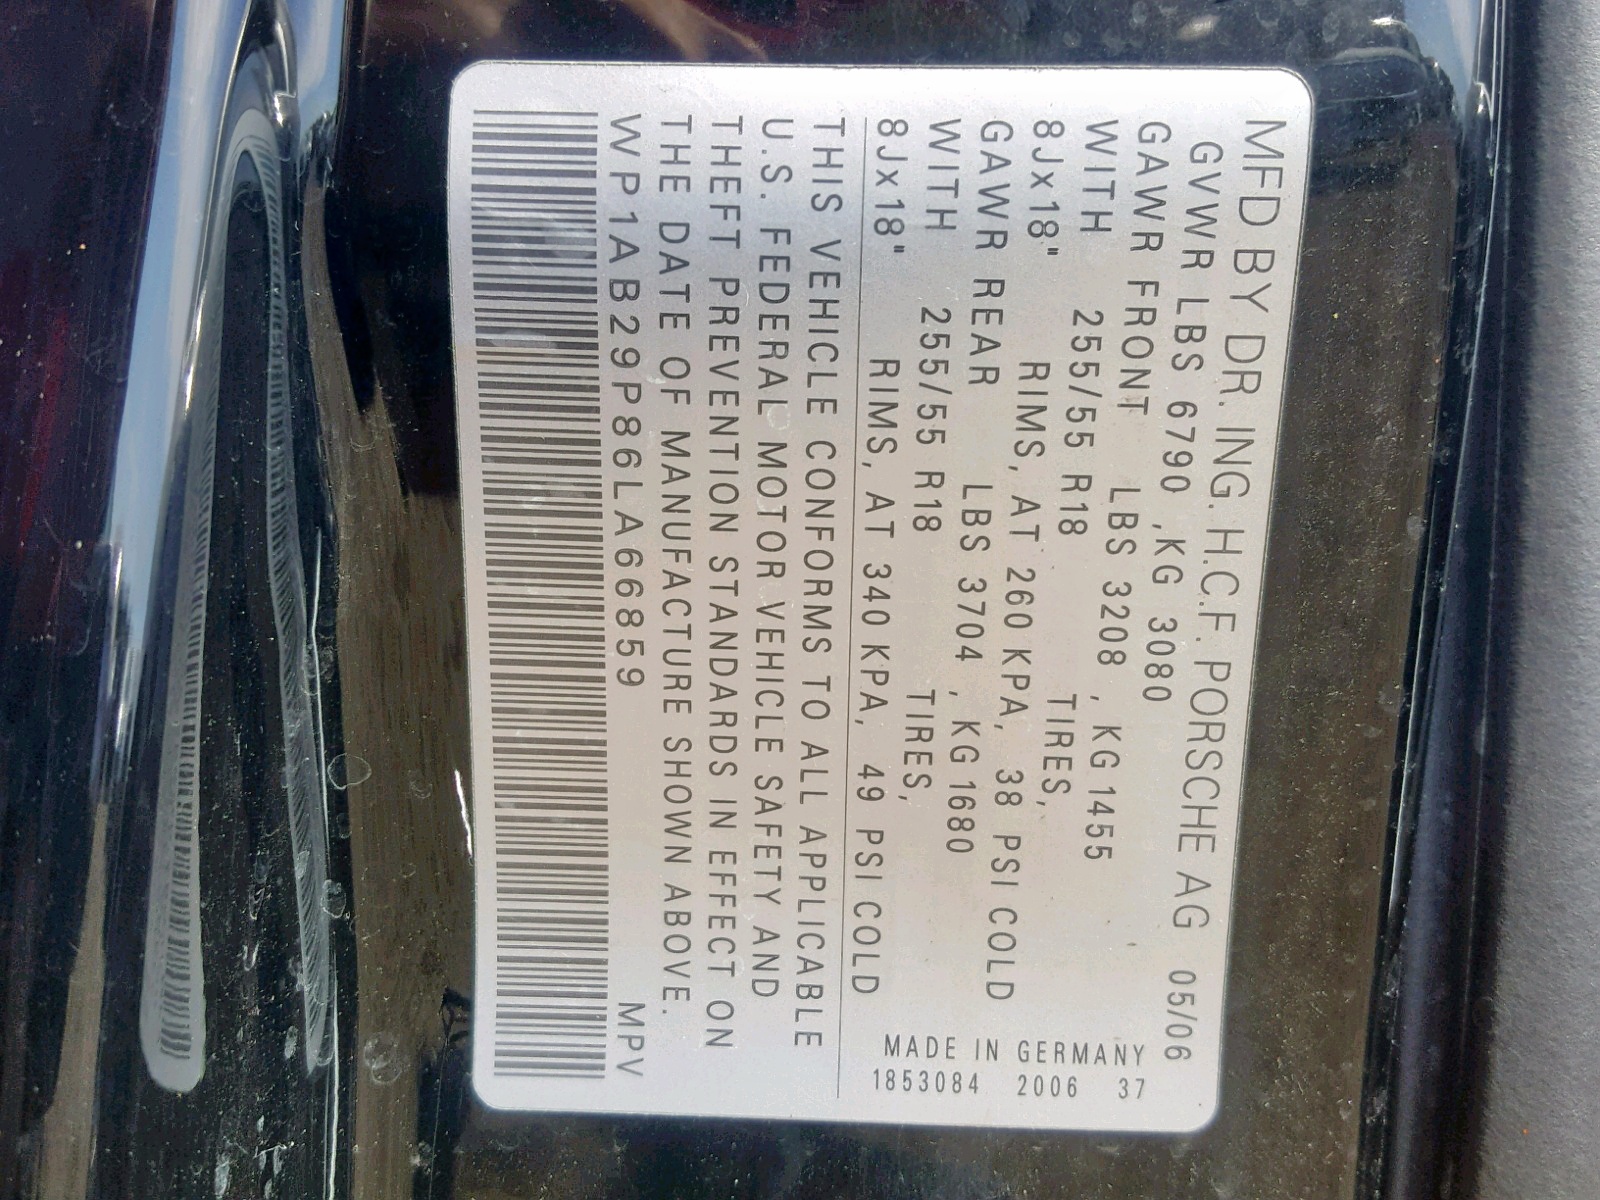 MFD BY DR. ING. H.C.F. PORSCHE AG 05/06
GVWR LBS 6790 ,KG 3080
GAWR FRONT LBS 3208 , KG 1455
WITH 255/55 R18 TIRES,
8Jx18" RIMS, AT 260 KPA, 38 PSI COLD
GAWR REAR LBS 3704 , KG 1680
WITH 255/55 R18 TIRES,
8Jx18" RIMS, AT 340 KPA, 49 PSI COLD
MADE IN GERMANY
1853084 2006 37
THIS VEHICLE CONFORMS TO ALL APPLICABLE
U.S. FEDERAL MOTOR VEHICLE SAFETY AND
THEFT PREVENTION STANDARDS IN EFFECT ON
THE DATE OF MANUFACTURE SHOWN ABOVE.
WP1AB29P86LA66859 MPV